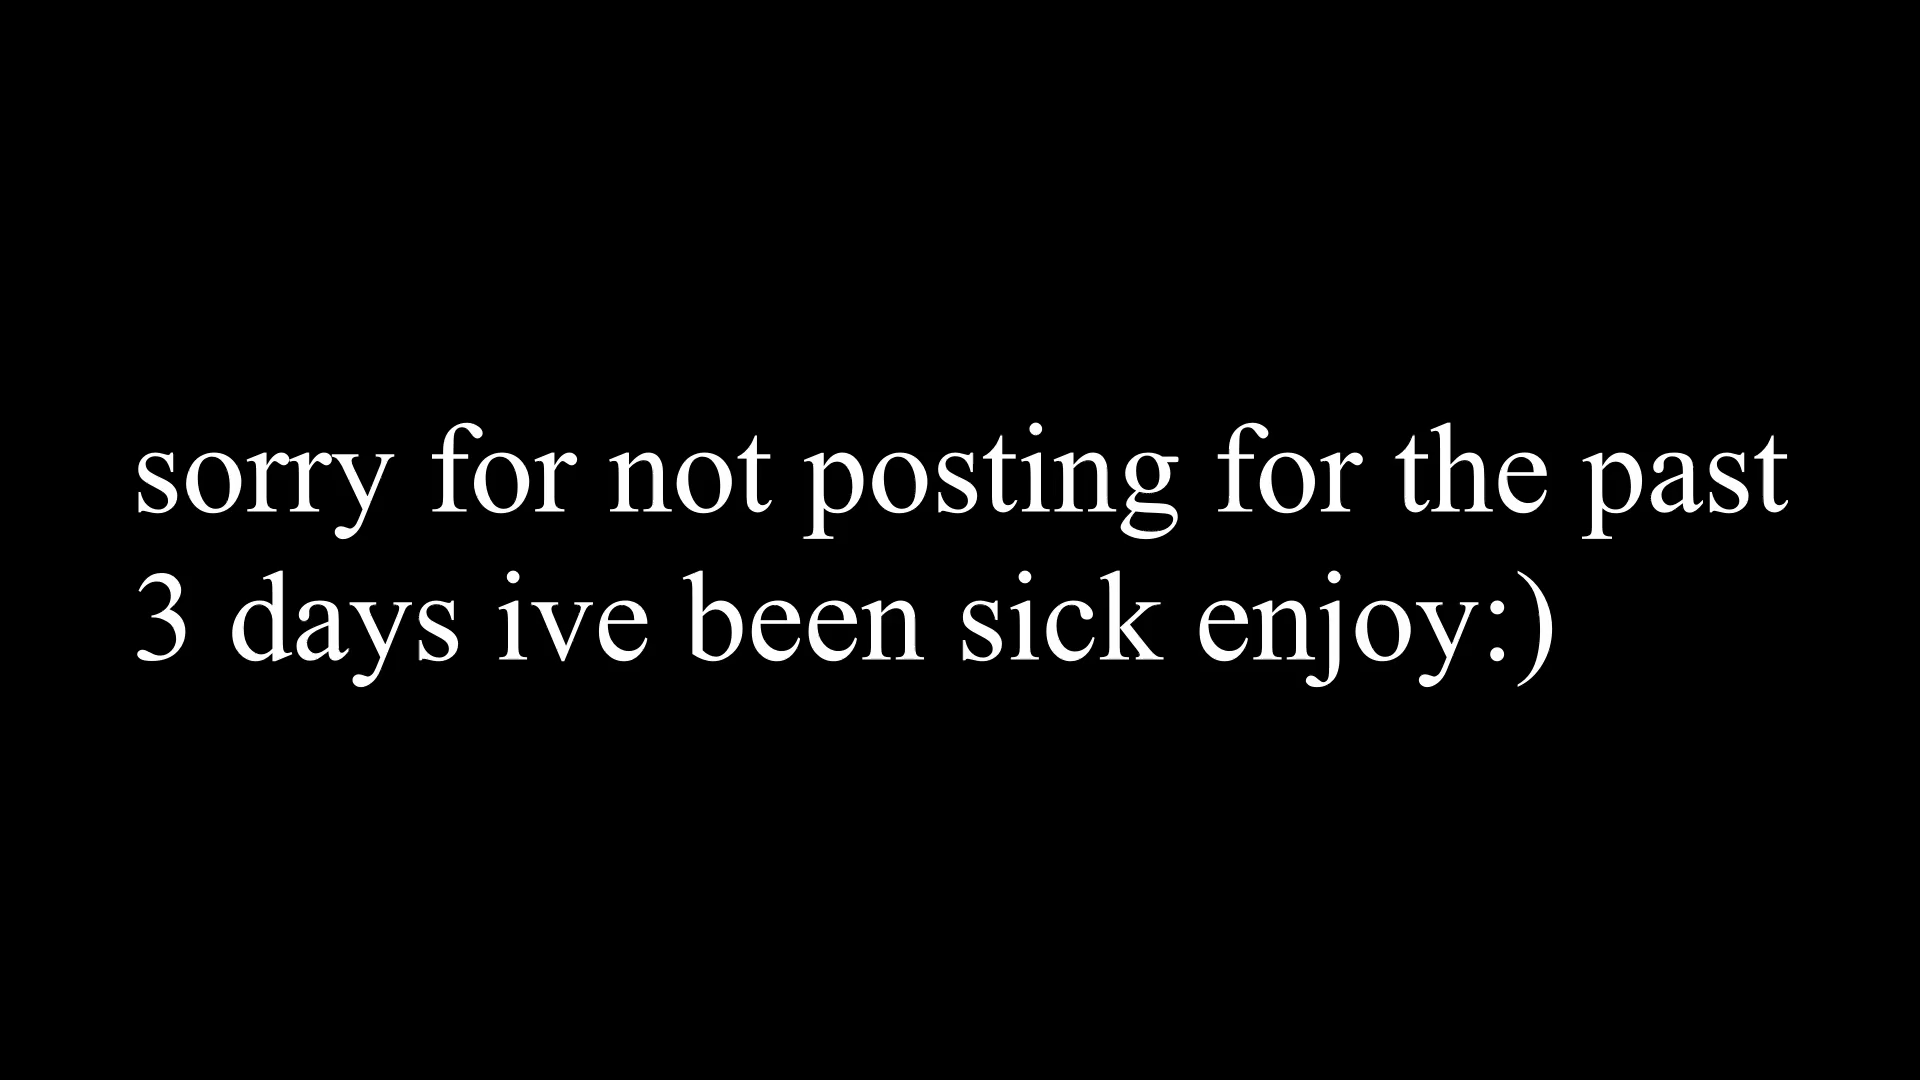 sorry for not posting for the past
3 days ive been sick enjoy:)